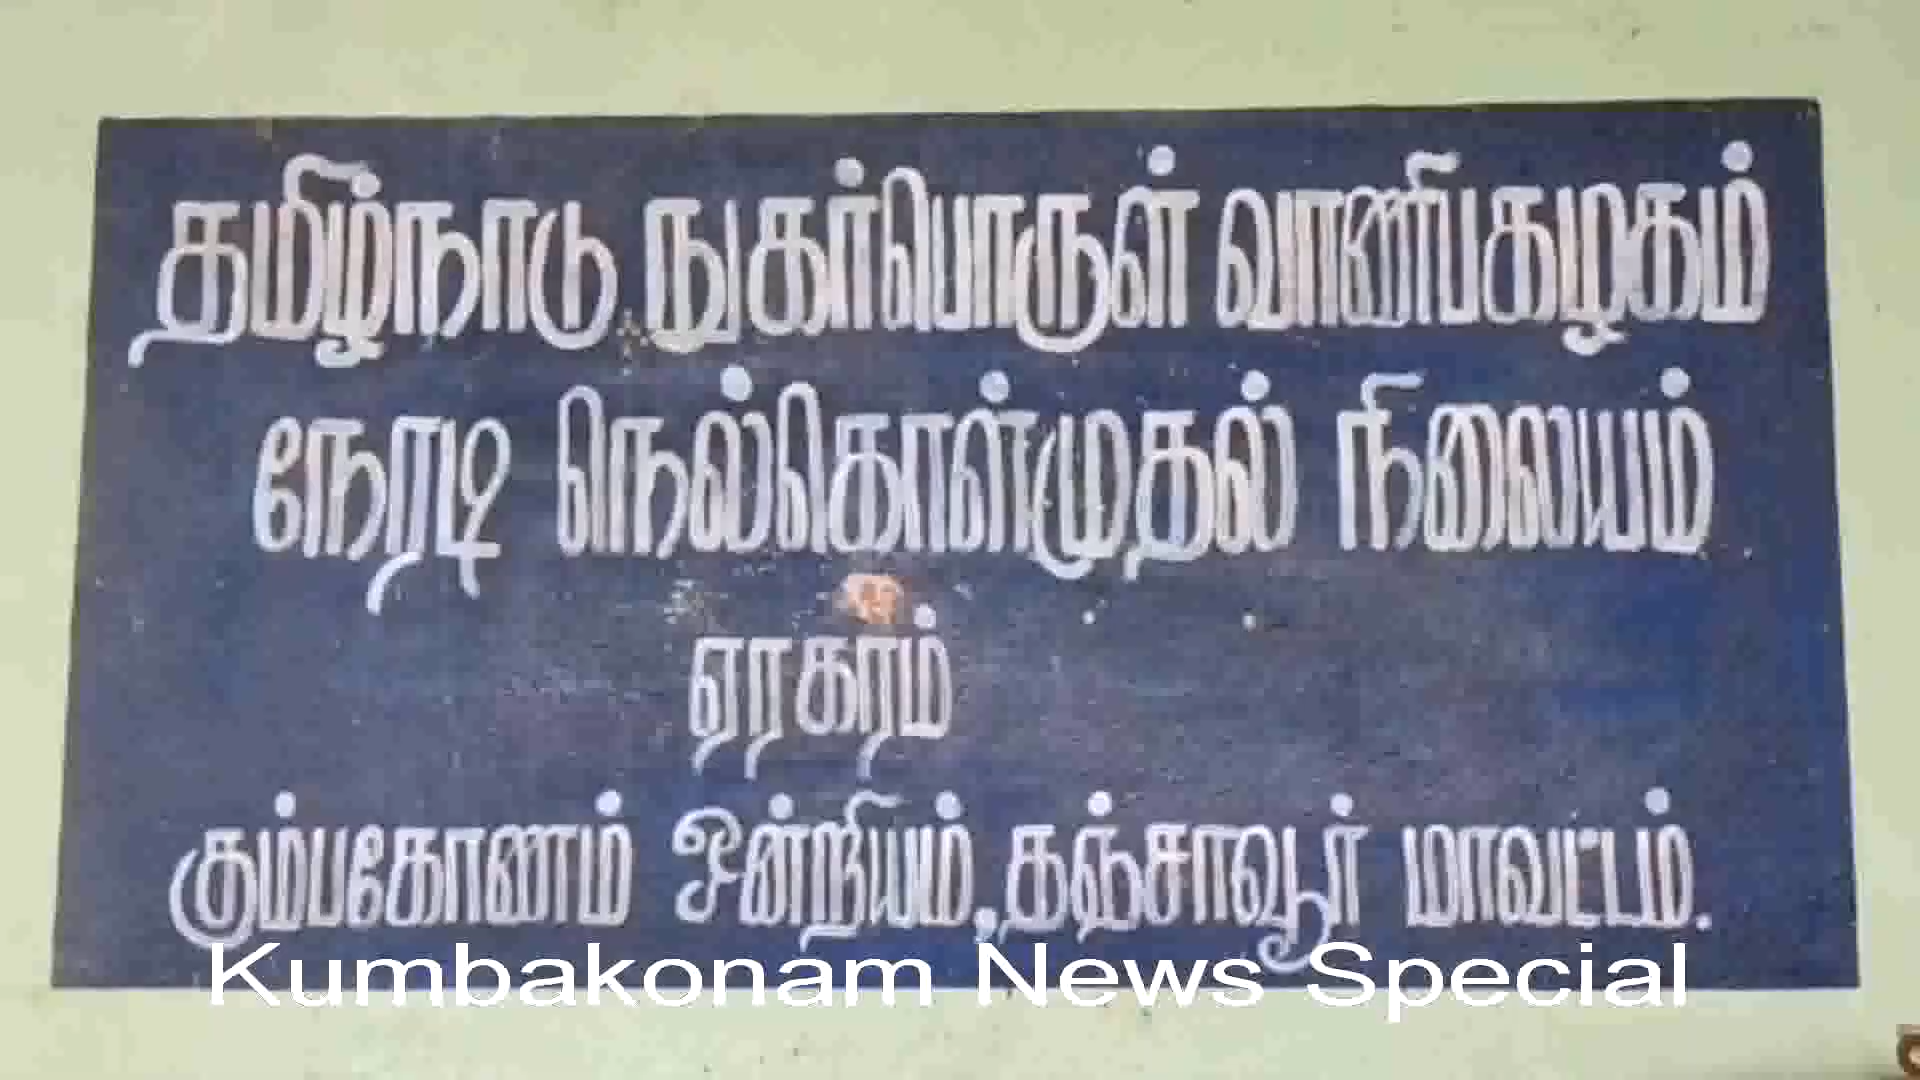 தமிழ்நாடு நுகர்பொருள் வாணிபகழகம்
நேரடி நெல்கொள்முதல் நிலையம்
ஏரகரம்
கும்பகோணம் ஒன்றியம்,தஞ்சாவூர் மாவட்டம்.
Kumbakonam News Special